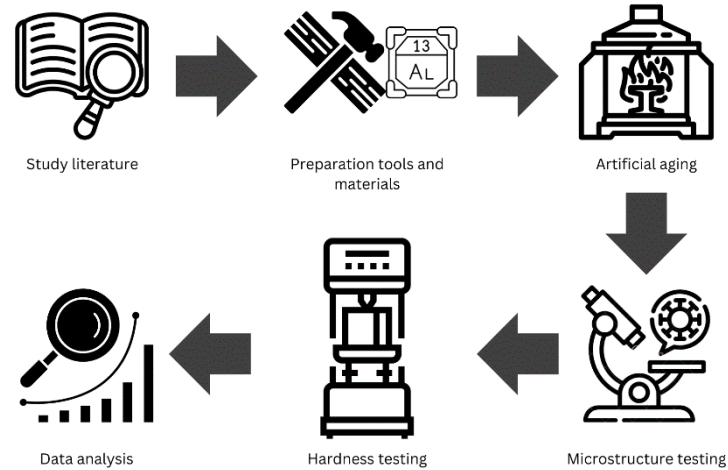 13
AL
Study literature
Preparation tools and
materials
Artificial aging
Data analysis
Hardness testing
Microstructure testing